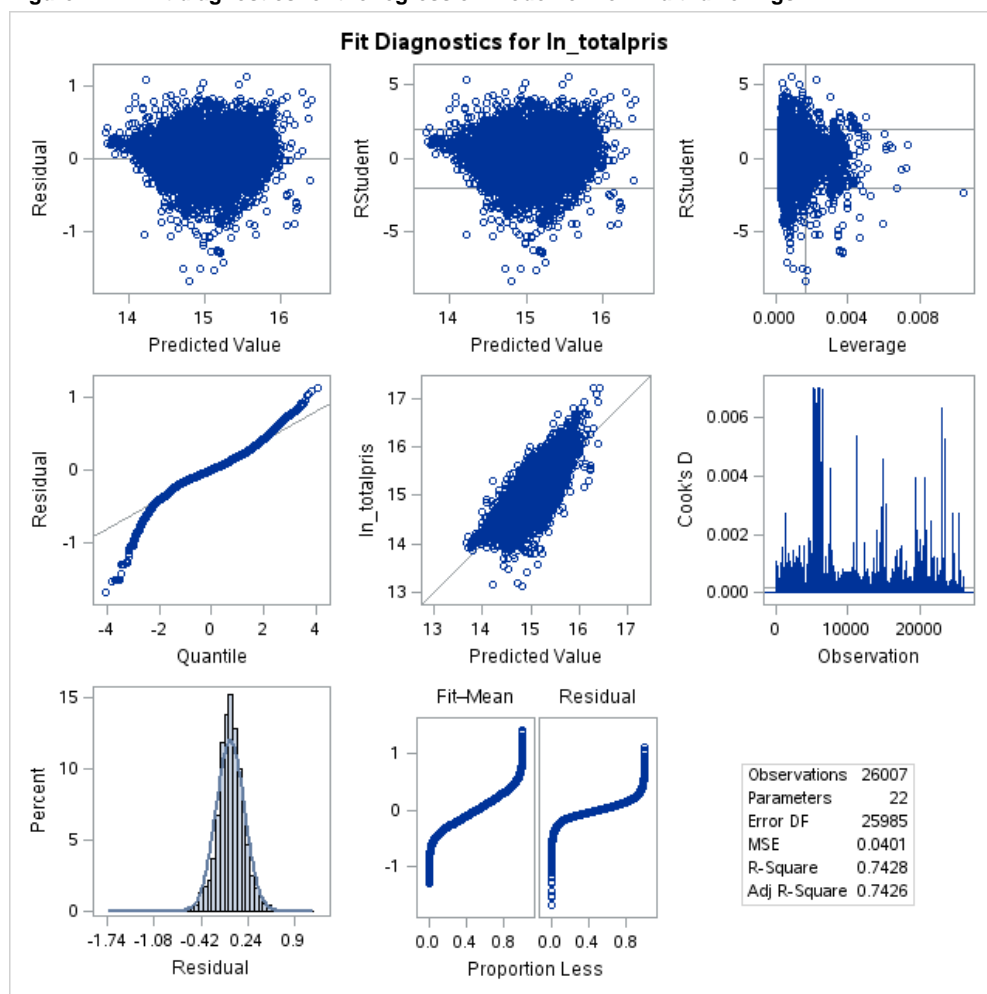 Fit Diagnostics for ln_totalpris
1
0
-1
Residual
14 15 16
Predicted Value
5
0
-5
RStudent
14 15 16
Predicted Value
5
0
-5
RStudent
0.000 0.004 0.008
Leverage
1
0
-1
Residual
-4 -2 0 2 4
Quantile
17
16
15
14
13
ln_totalpris
13 14 15 16 17
Predicted Value
0.006
0.004
0.002
0.000
Cook's D
0 10000 20000
Observation
15
10
5
0
Percent
-1.74 -1.08 -0.42 0.24 0.9
Residual
Fit–Mean Residual
1
0
-1
0.0 0.4 0.8 0.0 0.4 0.8
Proportion Less
Observations 26007
Parameters 22
Error DF 25985
MSE 0.0401
R-Square 0.7428
Adj R-Square 0.7426